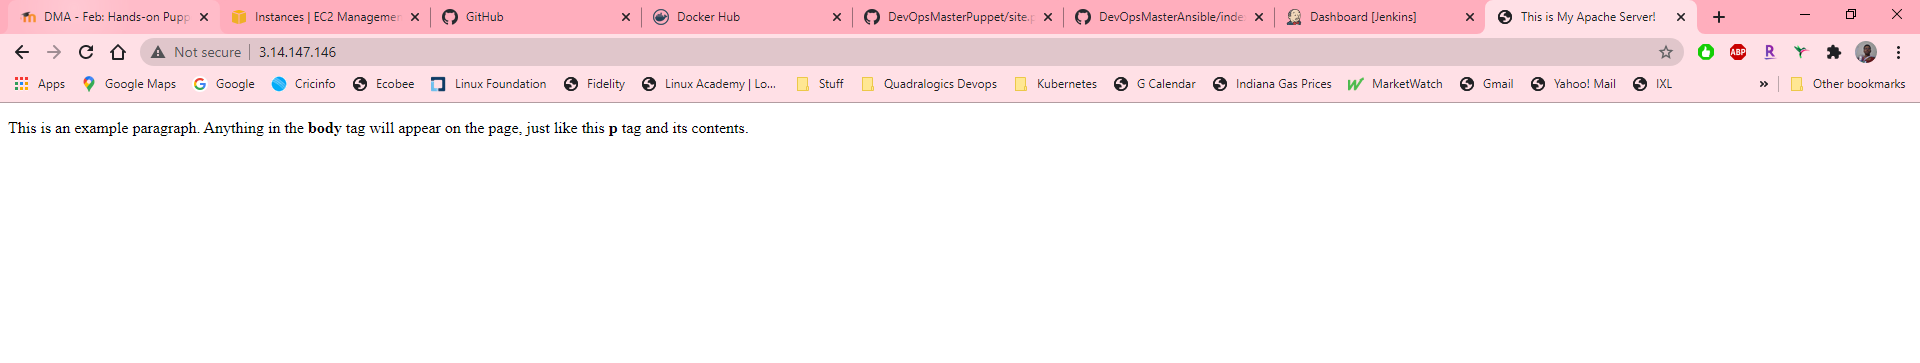 DMA - Feb: Hands-on Pupp
Instances | EC2 Managemen
GitHub
Docker Hub
DevOpsMasterPuppet/site.p
DevOpsMasterAnsible/inde
Dashboard [Jenkins]
This is My Apache Server!
Not secure 3.14.147.146
ABP
R
Apps Google Maps Google Cricinfo Ecobee Linux Foundation Fidelity Linux Academy | Lo... Stuff Quadralogics Devops Kubernetes G Calendar Indiana Gas Prices MarketWatch Gmail Yahoo! Mail IXL » Other bookmarks
This is an example paragraph. Anything in the body tag will appear on the page, just like this p tag and its contents.